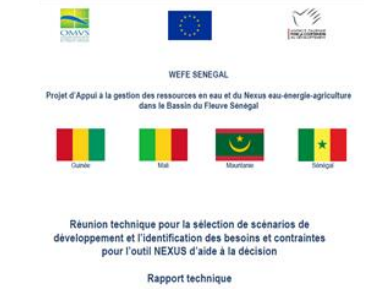 OMVS
WEFE SENEGAL
Projet d'Appui à la gestion des ressources en eau et du Nexus eau-énergie-agriculture
dans le Bassin du Fleuve Sénégal
Guinée Mali Mauritanie Sénégal
Réunion technique pour la sélection de scénarios de
développement et l'identification des besoins et contraintes
pour l'outil NEXUS d'aide à la décision
Rapport technique